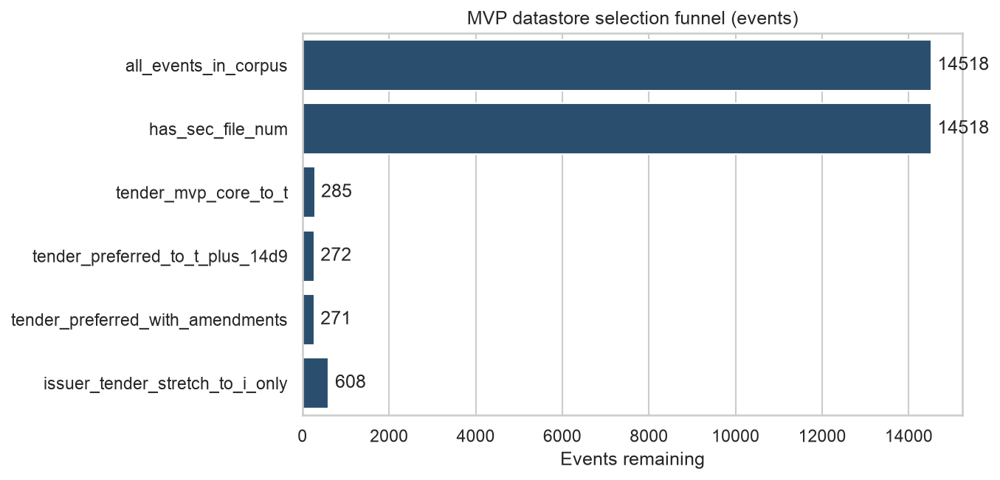 MVP datastore selection funnel (events)
all_events_in_corpus 14518
has_sec_file_num 14518
tender_mvp_core_to_t 285
tender_preferred_to_t_plus_14d9 272
tender_preferred_with_amendments 271
issuer_tender_stretch_to_i_only 608
0 2000 4000 6000 8000 10000 12000 14000
Events remaining